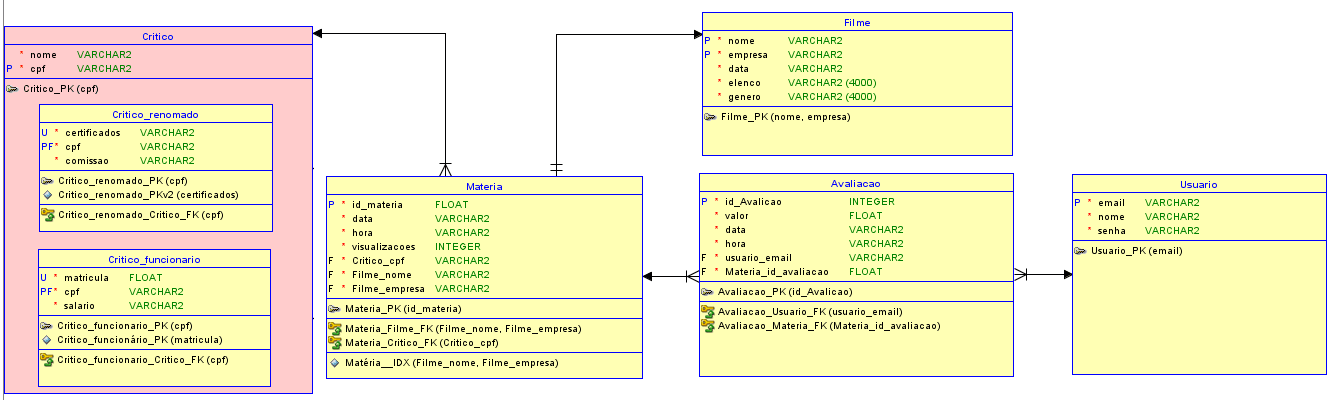 Critico
* nome VARCHAR2
P * cpf VARCHAR2
Critico_PK (cpf)
Critico_renomado
U * certificados VARCHAR2
PF* cpf VARCHAR2
* comissao VARCHAR2
Critico_renomado_PK (cpf)
Critico_renomado_PKv2 (certificados)
Critico_renomado_Critico_FK (cpf)
Critico_funcionario
U * matricula FLOAT
PF* cpf VARCHAR2
* salario VARCHAR2
Critico_funcionario_PK (cpf)
Critico_funcionário_PK (matricula)
Critico_funcionario_Critico_FK (cpf)
Materia
P * id_materia FLOAT
* data VARCHAR2
* hora VARCHAR2
* visualizacoes INTEGER
F * Critico_cpf VARCHAR2
F * Filme_nome VARCHAR2
F * Filme_empresa VARCHAR2
Materia_PK (id_materia)
Materia_Filme_FK (Filme_nome, Filme_empresa)
Materia_Critico_FK (Critico_cpf)
Matéria__IDX (Filme_nome, Filme_empresa)
Filme
P * nome VARCHAR2
P * empresa VARCHAR2
* data VARCHAR2
* elenco VARCHAR2 (4000)
* genero VARCHAR2 (4000)
Filme_PK (nome, empresa)
Avaliacao
P * id_Avalicao INTEGER
* valor FLOAT
* data VARCHAR2
* hora VARCHAR2
F * usuario_email VARCHAR2
F * Materia_id_avaliacao FLOAT
Avaliacao_PK (id_Avalicao)
Avaliacao_Usuario_FK (usuario_email)
Avaliacao_Materia_FK (Materia_id_avaliacao)
Usuario
P * email VARCHAR2
* nome VARCHAR2
* senha VARCHAR2
Usuario_PK (email)